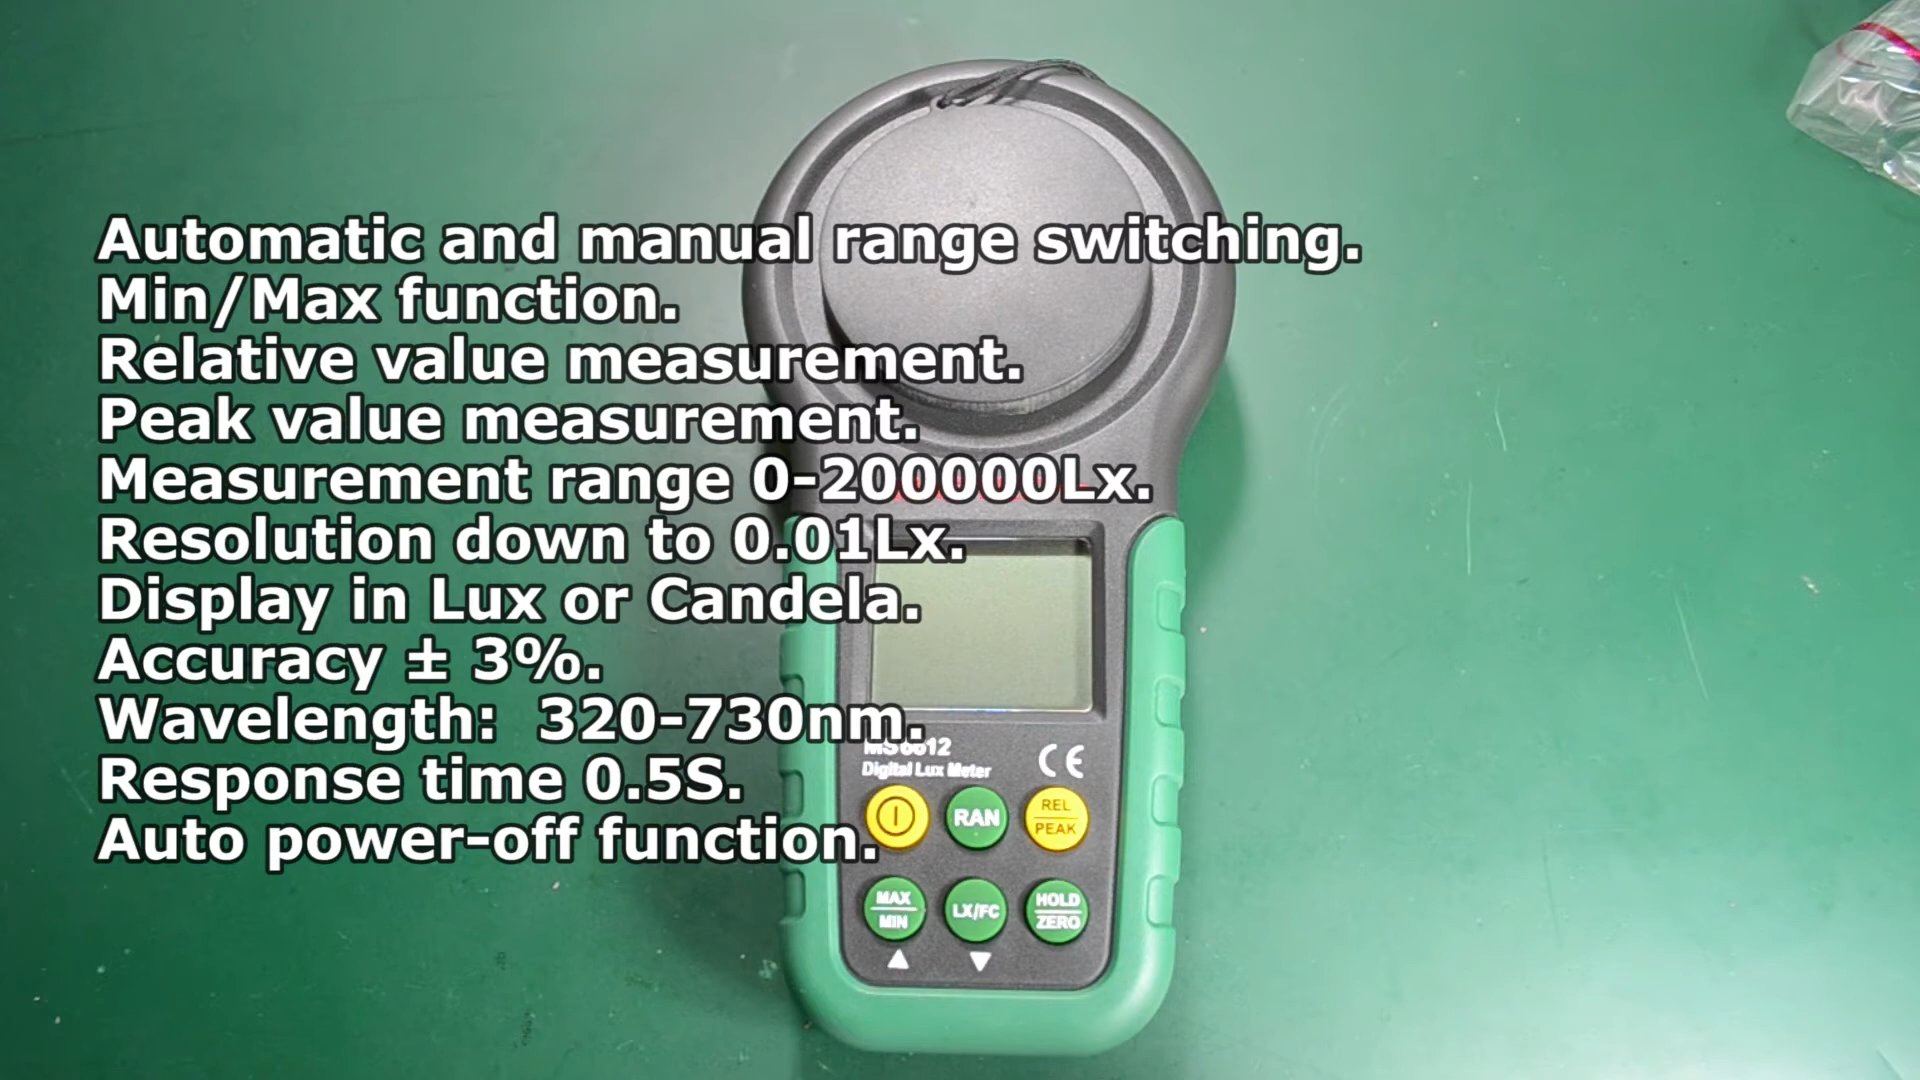 Automatic and manual range switching.
Min/Max function.
Relative value measurement.
Peak value measurement.
Measurement range 0-200000Lx.
Resolution down to 0.01Lx.
Display in Lux or Candela.
Accuracy ± 3%.
Wavelength:  320-730nm.
Response time 0.5S.
Auto power-off function.
MS6612
Digital Lux Meter
CE
RAN
REL
PEAK
MAX
MIN
LX/FC
HOLD
ZERO